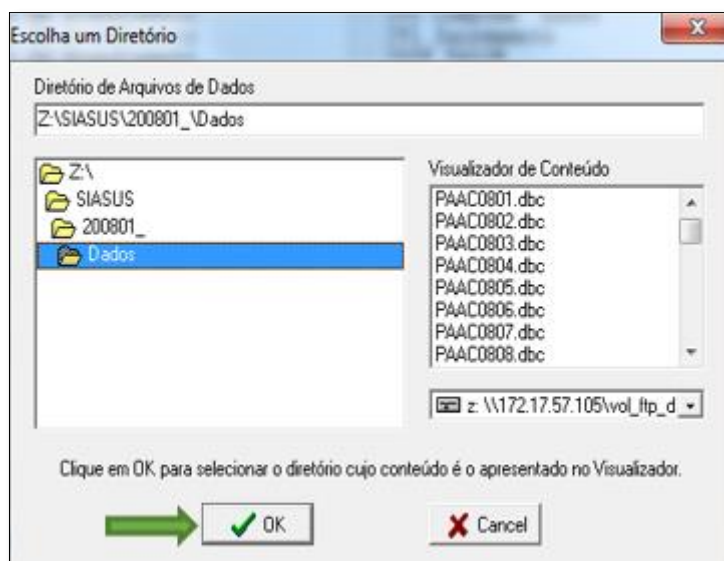 Escolha um Diretório
Diretório de Arquivos de Dados
Z:\SIASUS\200801_\Dados
Z:\
SIASUS
200801_
Dados
Visualizador de Conteúdo
PAAC0801.dbc
PAAC0802.dbc
PAAC0803.dbc
PAAC0804.dbc
PAAC0805.dbc
PAAC0806.dbc
PAAC0807.dbc
PAAC0808.dbc
z: \\172.17.57.105\vol_ftp_d
Clique em OK para selecionar o diretório cujo conteúdo é o apresentado no Visualizador.
OK
Cancel